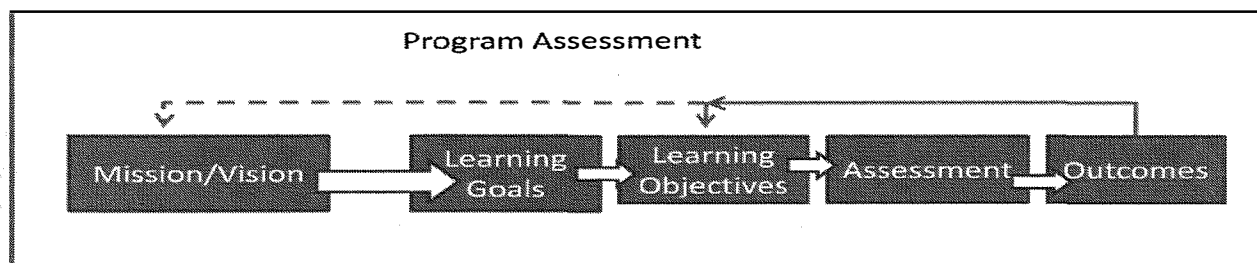 Program Assessment
Mission/Vision
Learning
Goals
Learning
Objectives
Assessment
Outcomes